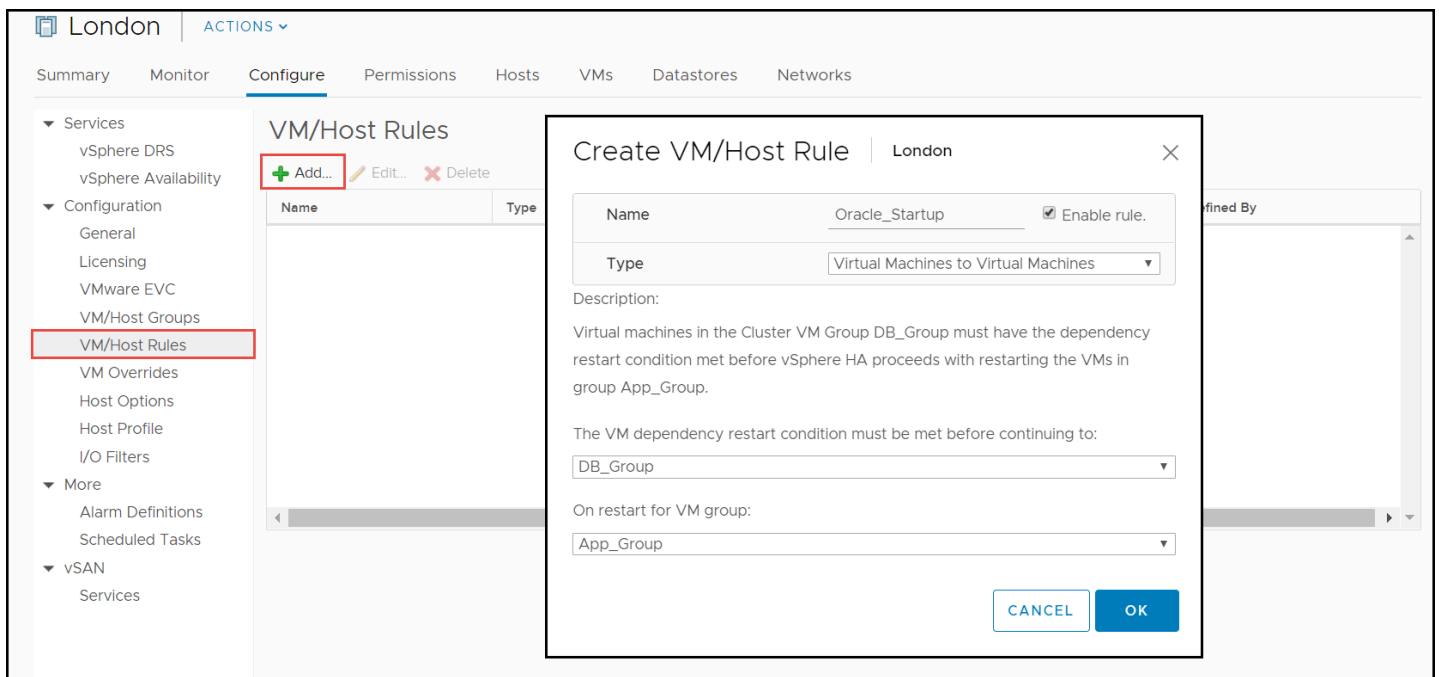 London ACTIONS
Summary Monitor Configure Permissions Hosts VMs Datastores Networks
Services
vSphere DRS
vSphere Availability
Configuration
General
Licensing
VMware EVC
VM/Host Groups
VM/Host Rules
VM Overrides
Host Options
Host Profile
I/O Filters
More
Alarm Definitions
Scheduled Tasks
vSAN
Services
VM/Host Rules
Add... Edit... Delete
Name Type
Create VM/Host Rule London
Name Oracle_Startup Enable rule.
Type Virtual Machines to Virtual Machines
Description:
Virtual machines in the Cluster VM Group DB_Group must have the dependency
restart condition met before vSphere HA proceeds with restarting the VMs in
group App_Group.
The VM dependency restart condition must be met before continuing to:
DB_Group
On restart for VM group:
App_Group
CANCEL OK
fined By